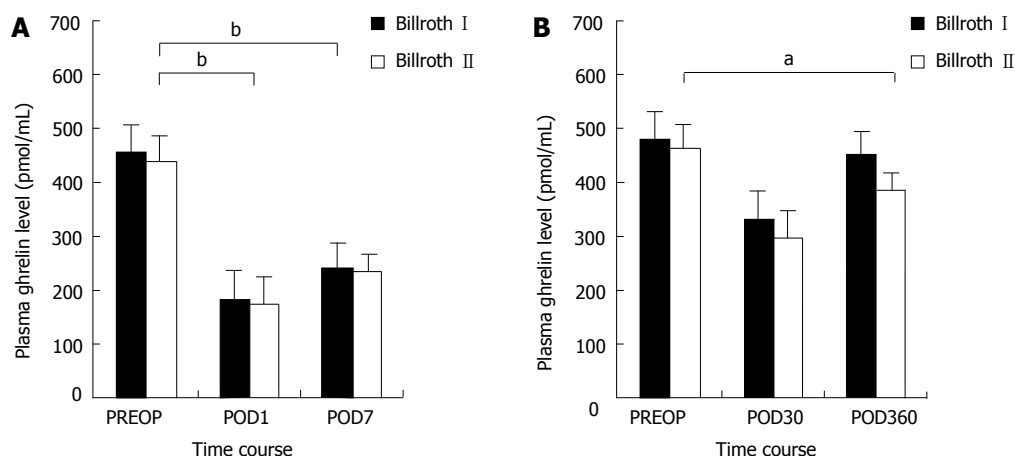 A
Plasma ghrelin level (pmol/mL)
700
600
500
400
300
200
100
0
b
b
Billroth Ⅰ
Billroth Ⅱ
PREOP POD1 POD7
Time course
B
Plasma ghrelin level (pmol/mL)
700
600
500
400
300
200
100
0
a
Billroth Ⅰ
Billroth Ⅱ
PREOP POD30 POD360
Time course